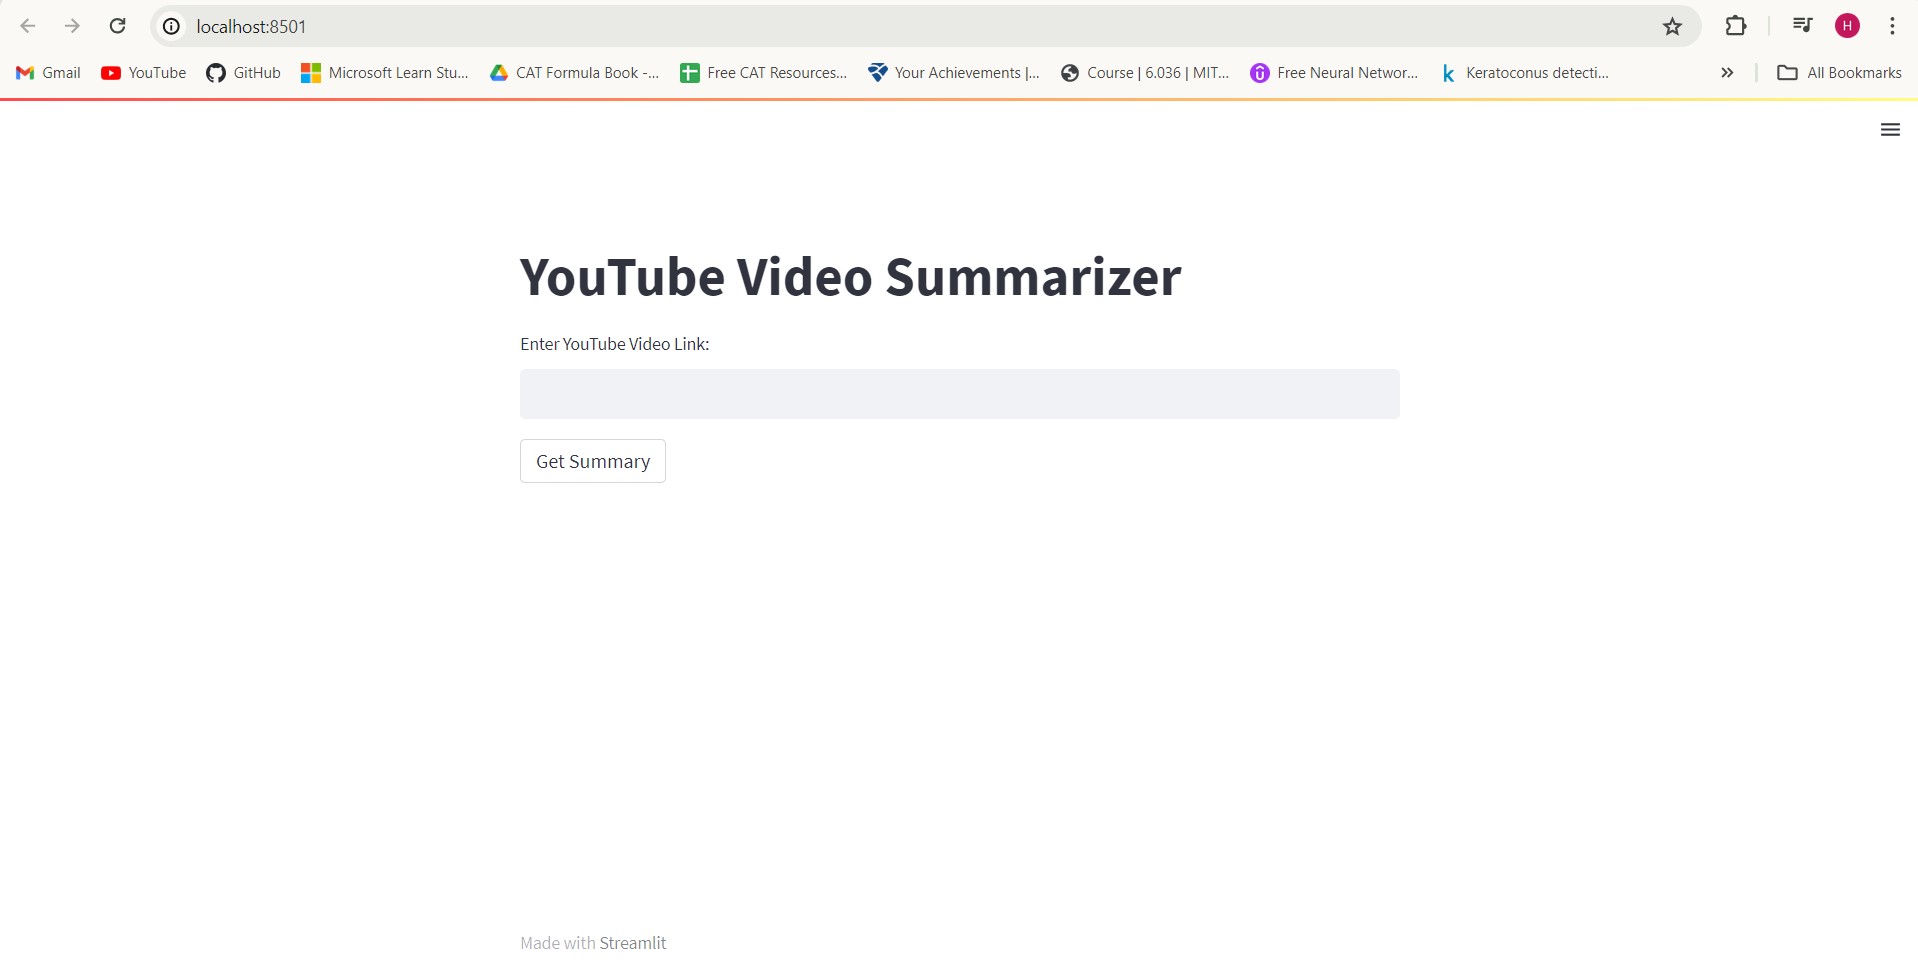 localhost:8501
H
Gmail YouTube GitHub Microsoft Learn Stu... CAT Formula Book -... Free CAT Resources... Your Achievements |... Course | 6.036 | MIT... Free Neural Networ... Keratoconus detecti... » All Bookmarks
YouTube Video Summarizer
Enter YouTube Video Link:
Get Summary
Made with Streamlit